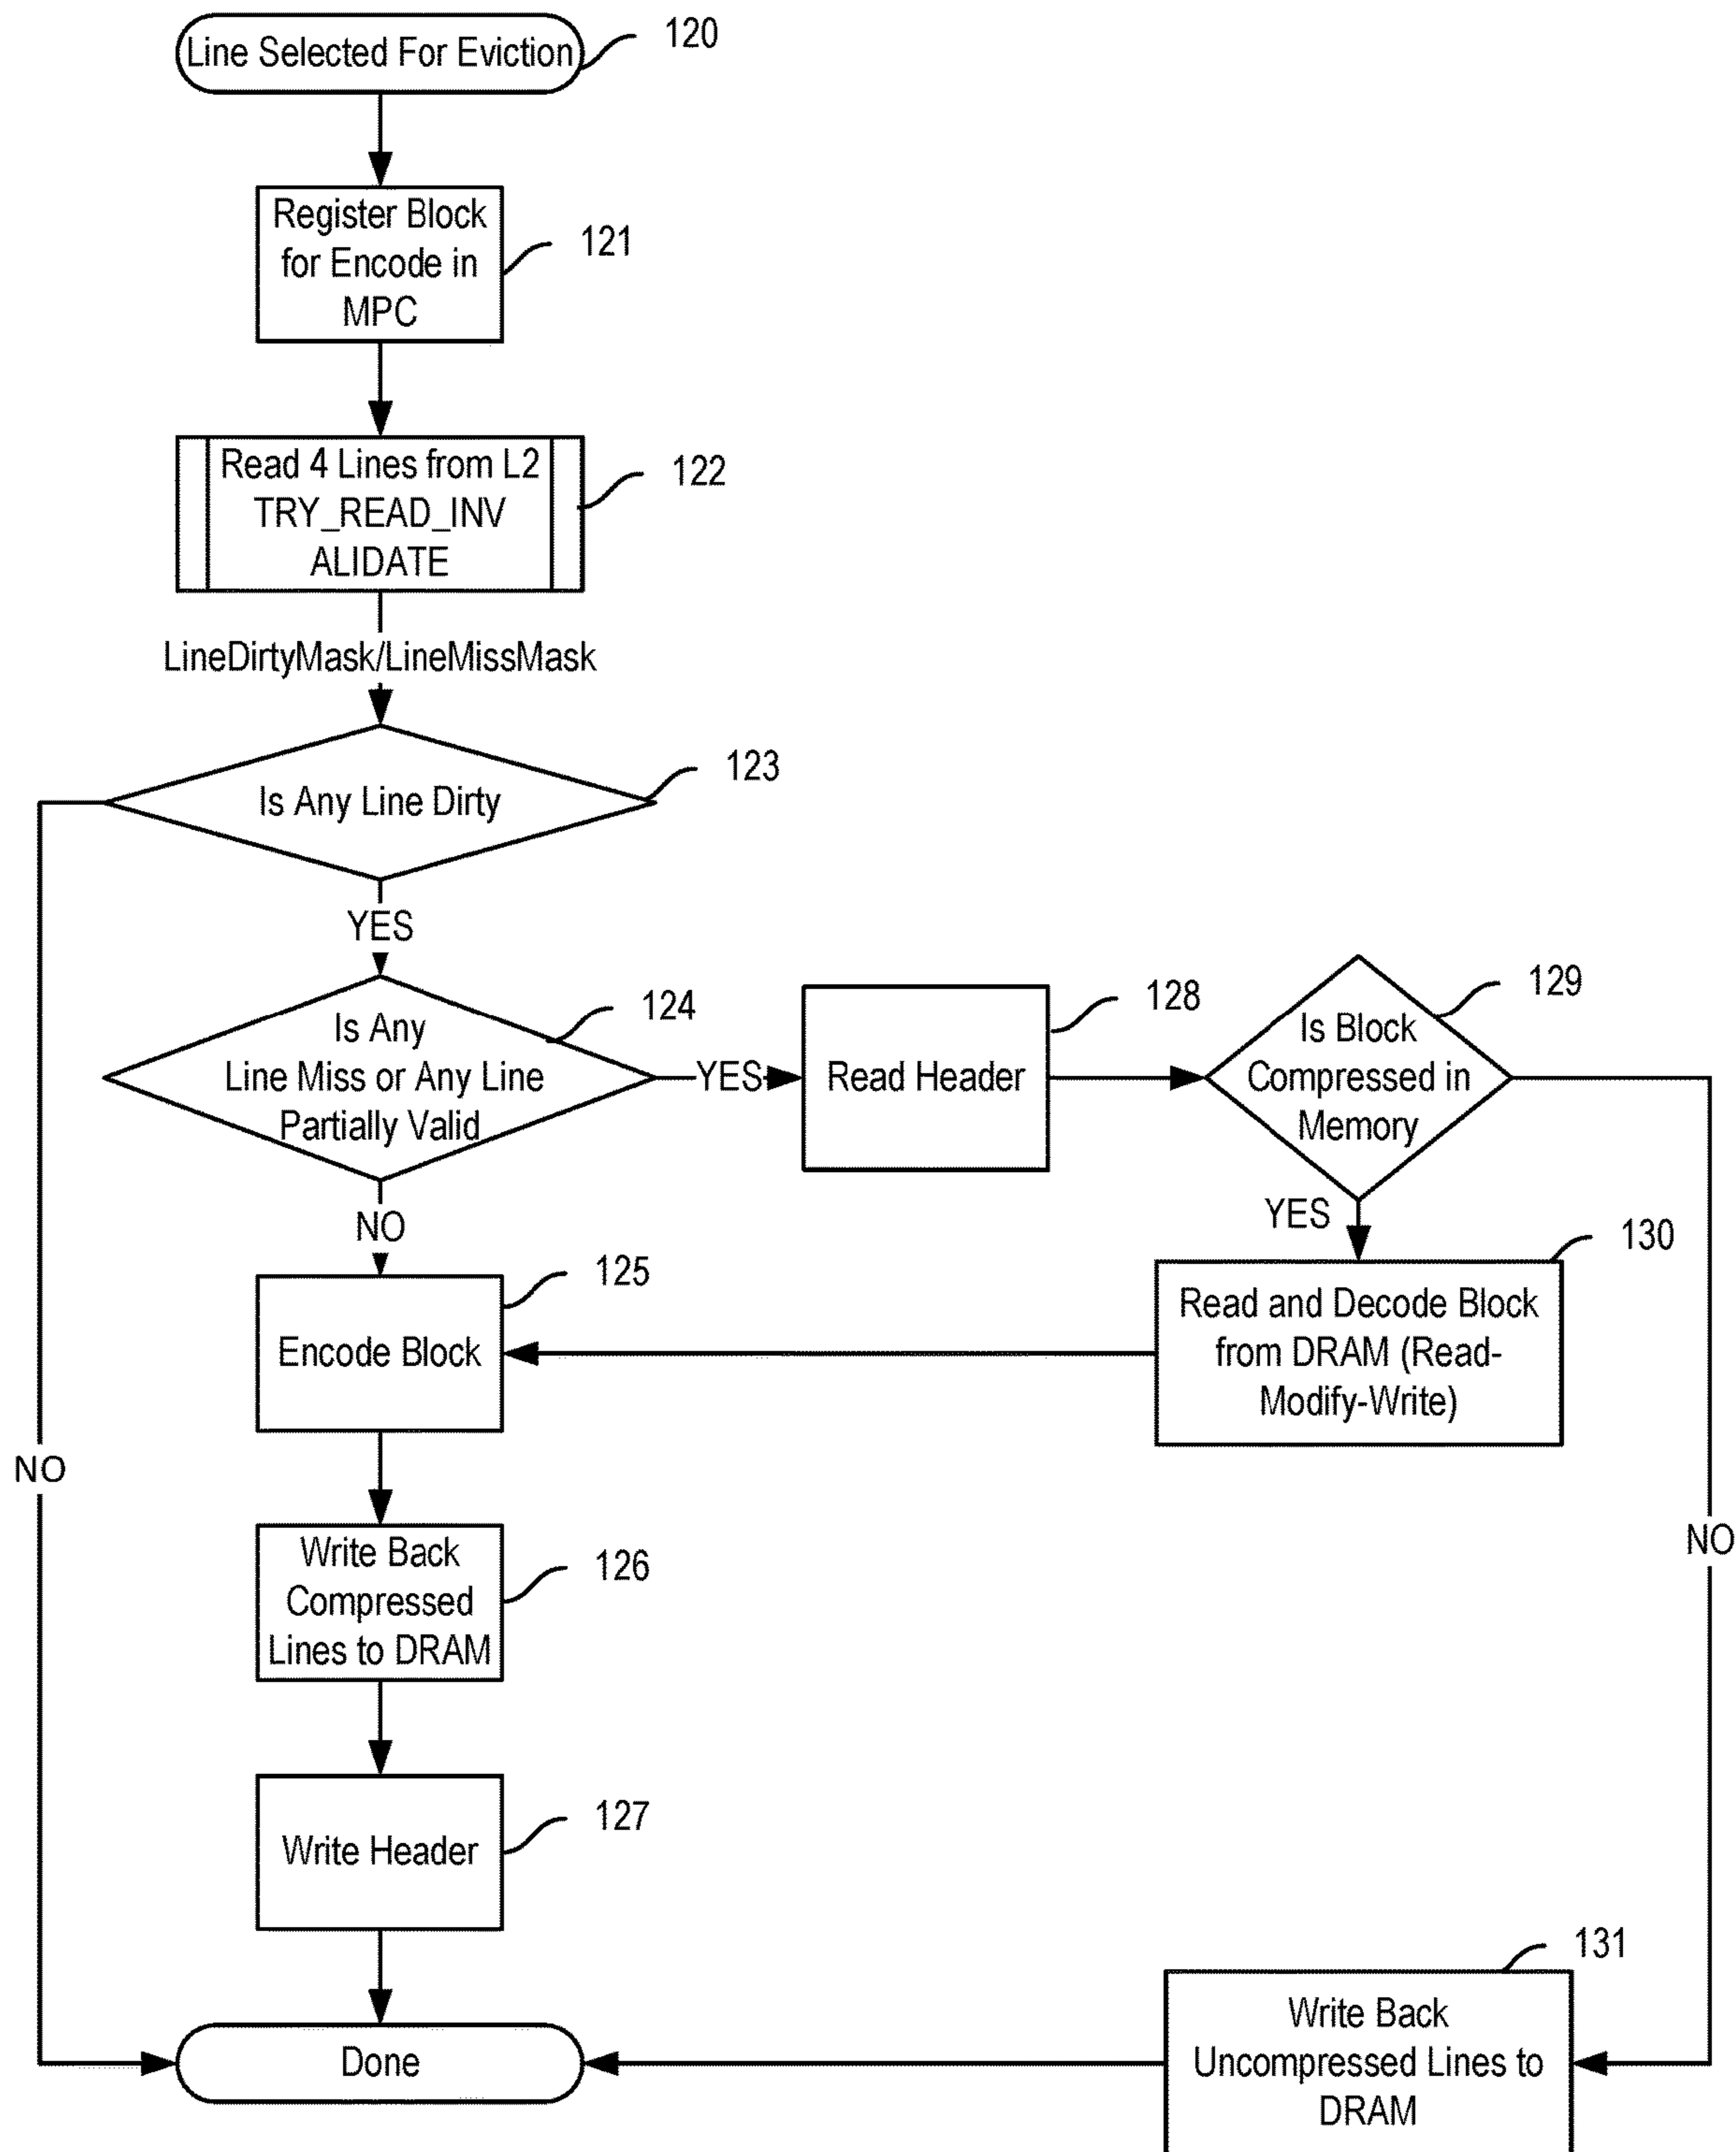 Line Selected For Eviction
120
Register Block
for Encode in
MPC
121
Read 4 Lines from L2
TRY_READ_INV
ALIDATE
122
LineDirtyMask/LineMissMask
Is Any Line Dirty
123
YES
NO
Is Any
Line Miss or Any Line
Partially Valid
124
YES
NO
Read Header
128
Is Block
Compressed in
Memory
129
YES
NO
Read and Decode Block
from DRAM (Read-
Modify-Write)
130
Encode Block
125
Write Back
Compressed
Lines to DRAM
126
Write Header
127
Done
Write Back
Uncompressed Lines to
DRAM
131